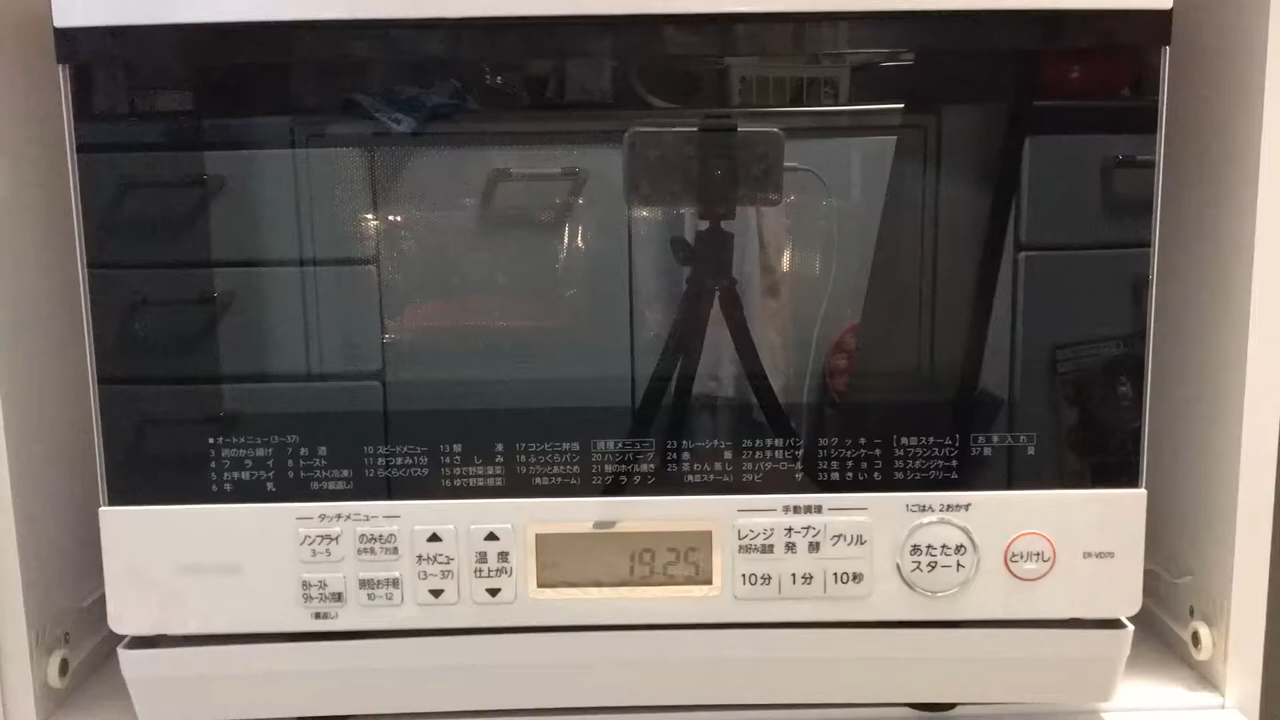 ■ オートメニュー(3〜37)
3 鶏のから揚げ 7 お酒 10 スピードメニュー 13 解凍 17 コンビニ弁当 調理メニュー 23 カレー・シチュー 26 お手軽パン 30 クッキー 【角皿スチーム】 お手入れ
4 フライ 8 トースト 11 おつまみ1分 14 さしみ 18 ふっくらパン 20 ハンバーグ 24 赤飯 27 お手軽ピザ 31 シフォンケーキ 34 フランスパン 37 脱臭
5 お手軽フライ 9 トースト(冷凍) 12 らくらくパスタ 15 ゆで野菜(葉菜) 19 カラッとあたため 21 鮭のホイル焼き 25 茶わん蒸し 28 バターロール 32 生チョコ 35 スポンジケーキ
6 牛乳 (8・9裏返し) 16 ゆで野菜(根菜) (角皿スチーム) 22 グラタン (角皿スチーム) 29 ピザ 33 焼きいも 36 シュークリーム
タッチメニュー 手動調理 1ごはん 2おかず
ノンフライ
3〜5
のみもの
6牛乳 7お酒
8トースト
9トースト(冷凍)
(裏返し)
時短・お手軽
10〜12
オートメニュー
(3〜37)
温度
仕上がり
19.25
レンジ
お好み温度
オーブン
発酵
グリル
10分 1分 10秒
あたため
スタート
とりけし
ER-VD70